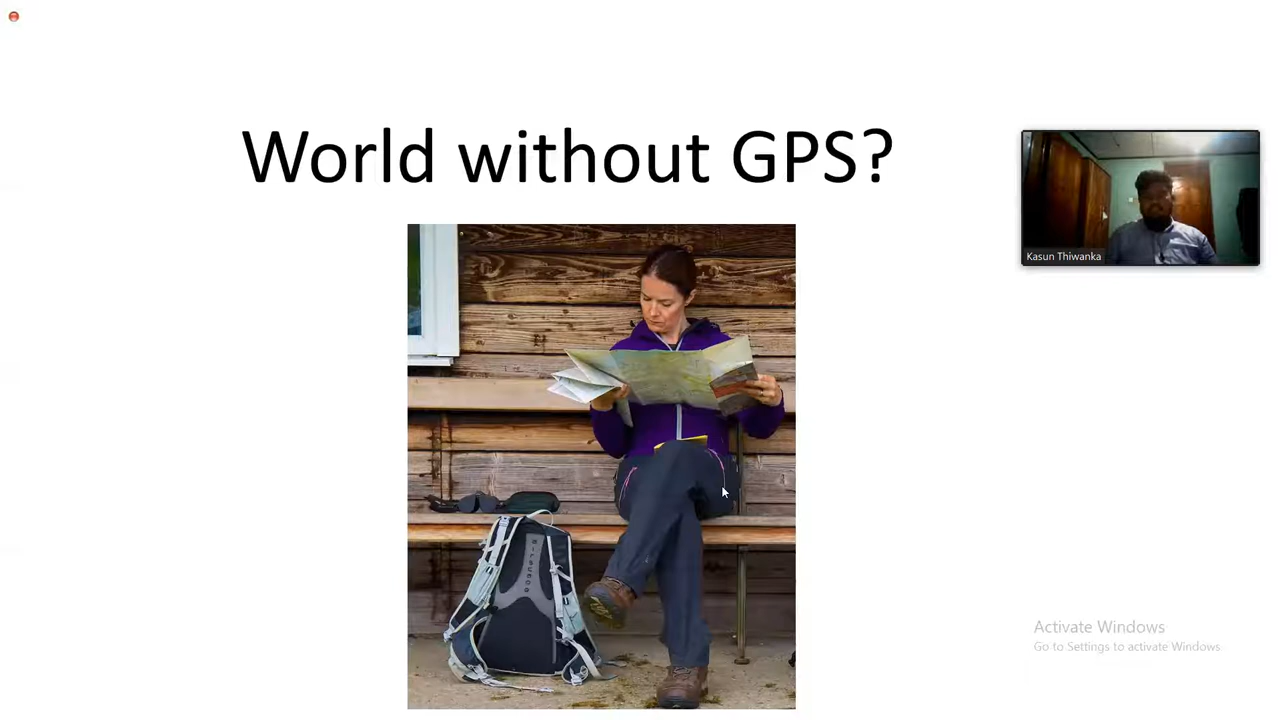 World without GPS?
Kasun Thiwanka
Activate Windows
Go to Settings to activate Windows.